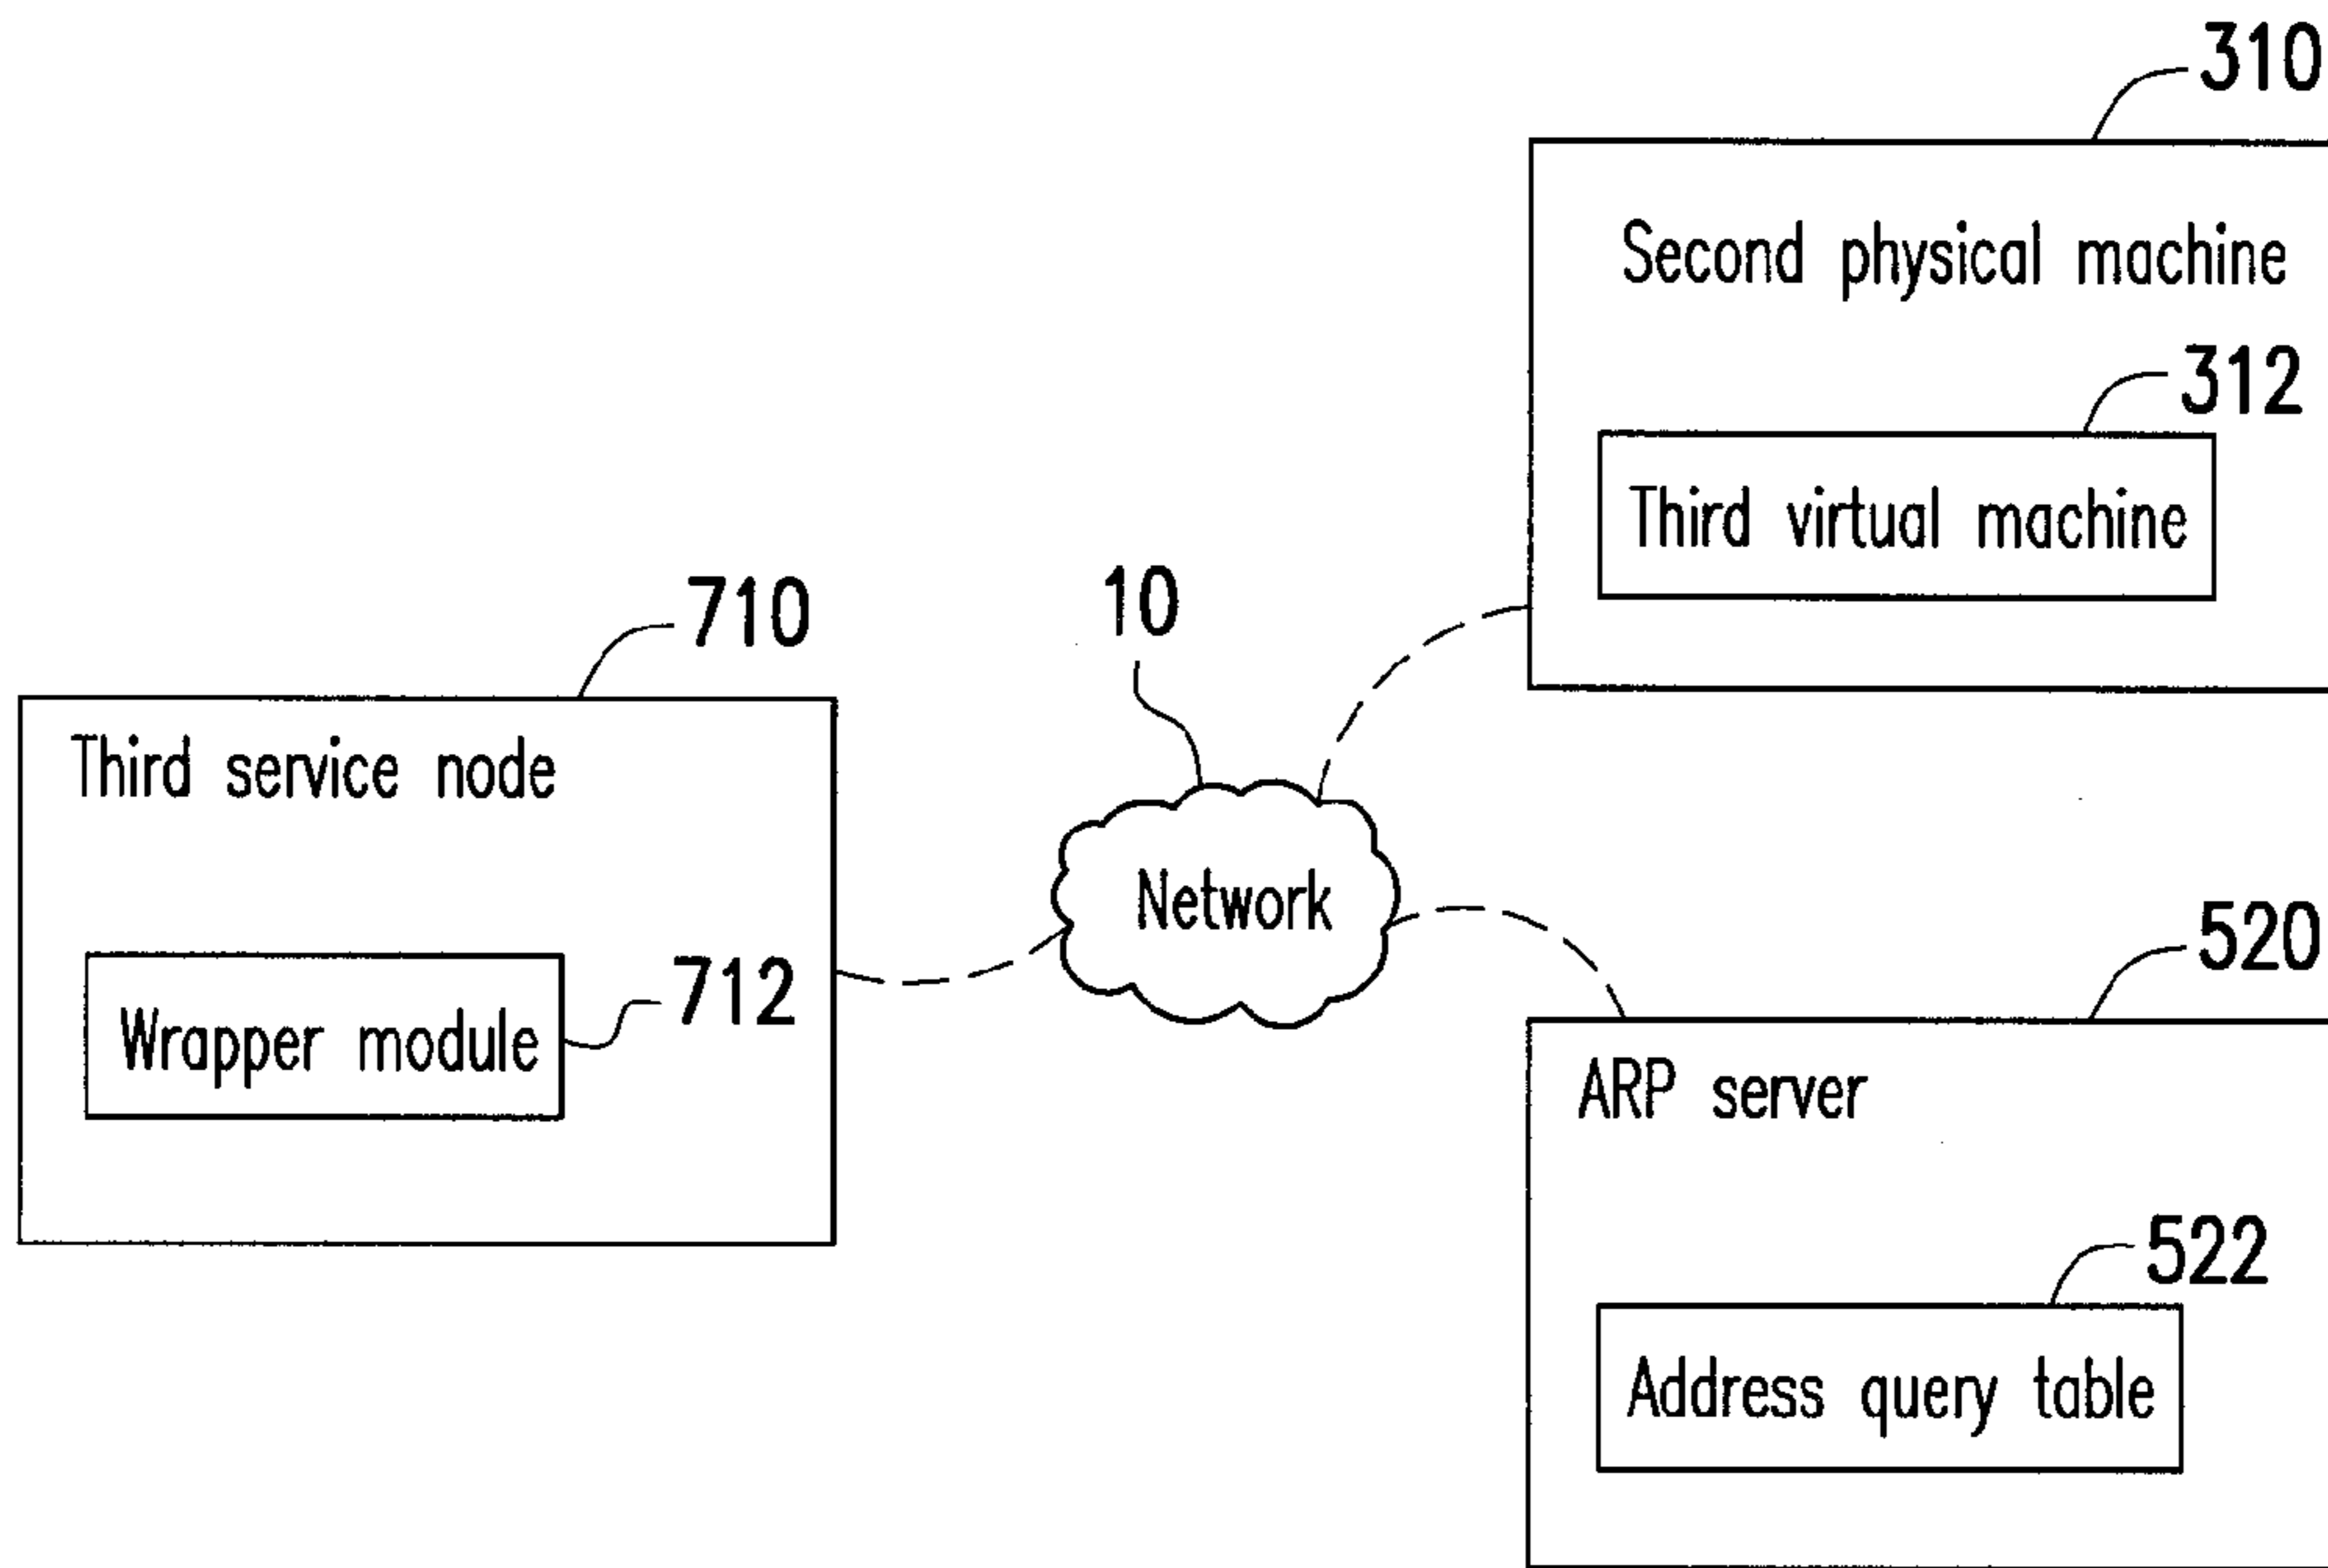 310
Second physical machine
312
Third virtual machine
710
Third service node
712
Wrapper module
10
Network
520
ARP server
522
Address query table